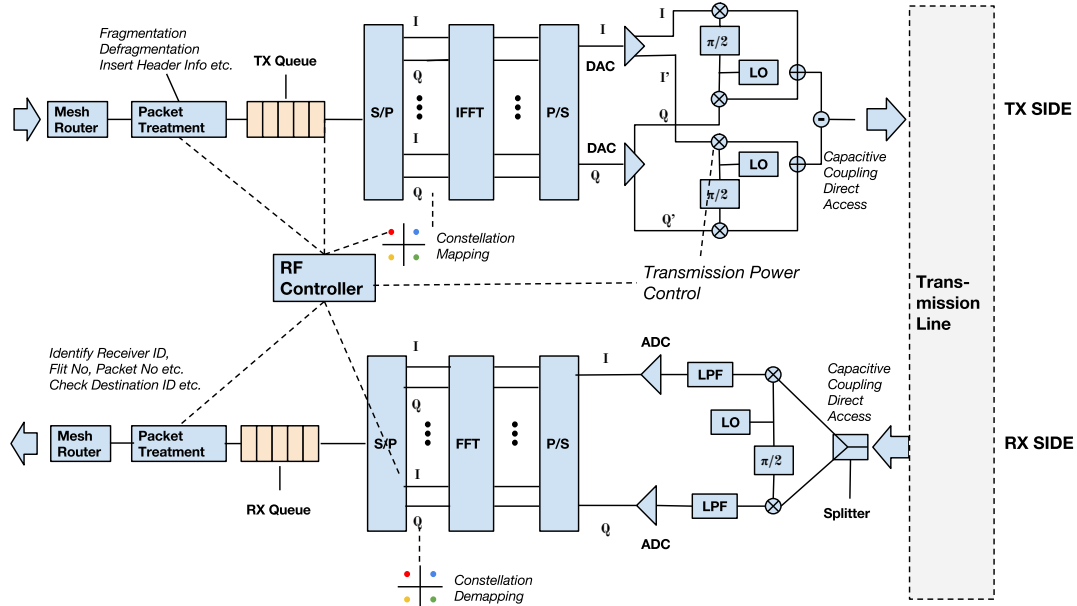 Fragmentation
Defragmentation
Insert Header Info etc.
TX Queue
Mesh
Router
Packet
Treatment
S/P
I
Q
I
Q
IFFT
P/S
I
DAC
DAC
Q
I
I’
Q
Q’
π/2
LO
LO
π/2
-
Capacitive
Coupling
Direct
Access
TX SIDE
Constellation
Mapping
RF
Controller
Transmission Power
Control
Trans-
mission
Line
Identify Receiver ID,
Flit No, Packet No etc.
Check Destination ID etc.
Mesh
Router
Packet
Treatment
RX Queue
S/P
I
Q
I
Q
FFT
P/S
I
Q
ADC
ADC
LPF
LPF
LO
π/2
Capacitive
Coupling
Direct
Access
Splitter
RX SIDE
Constellation
Demapping